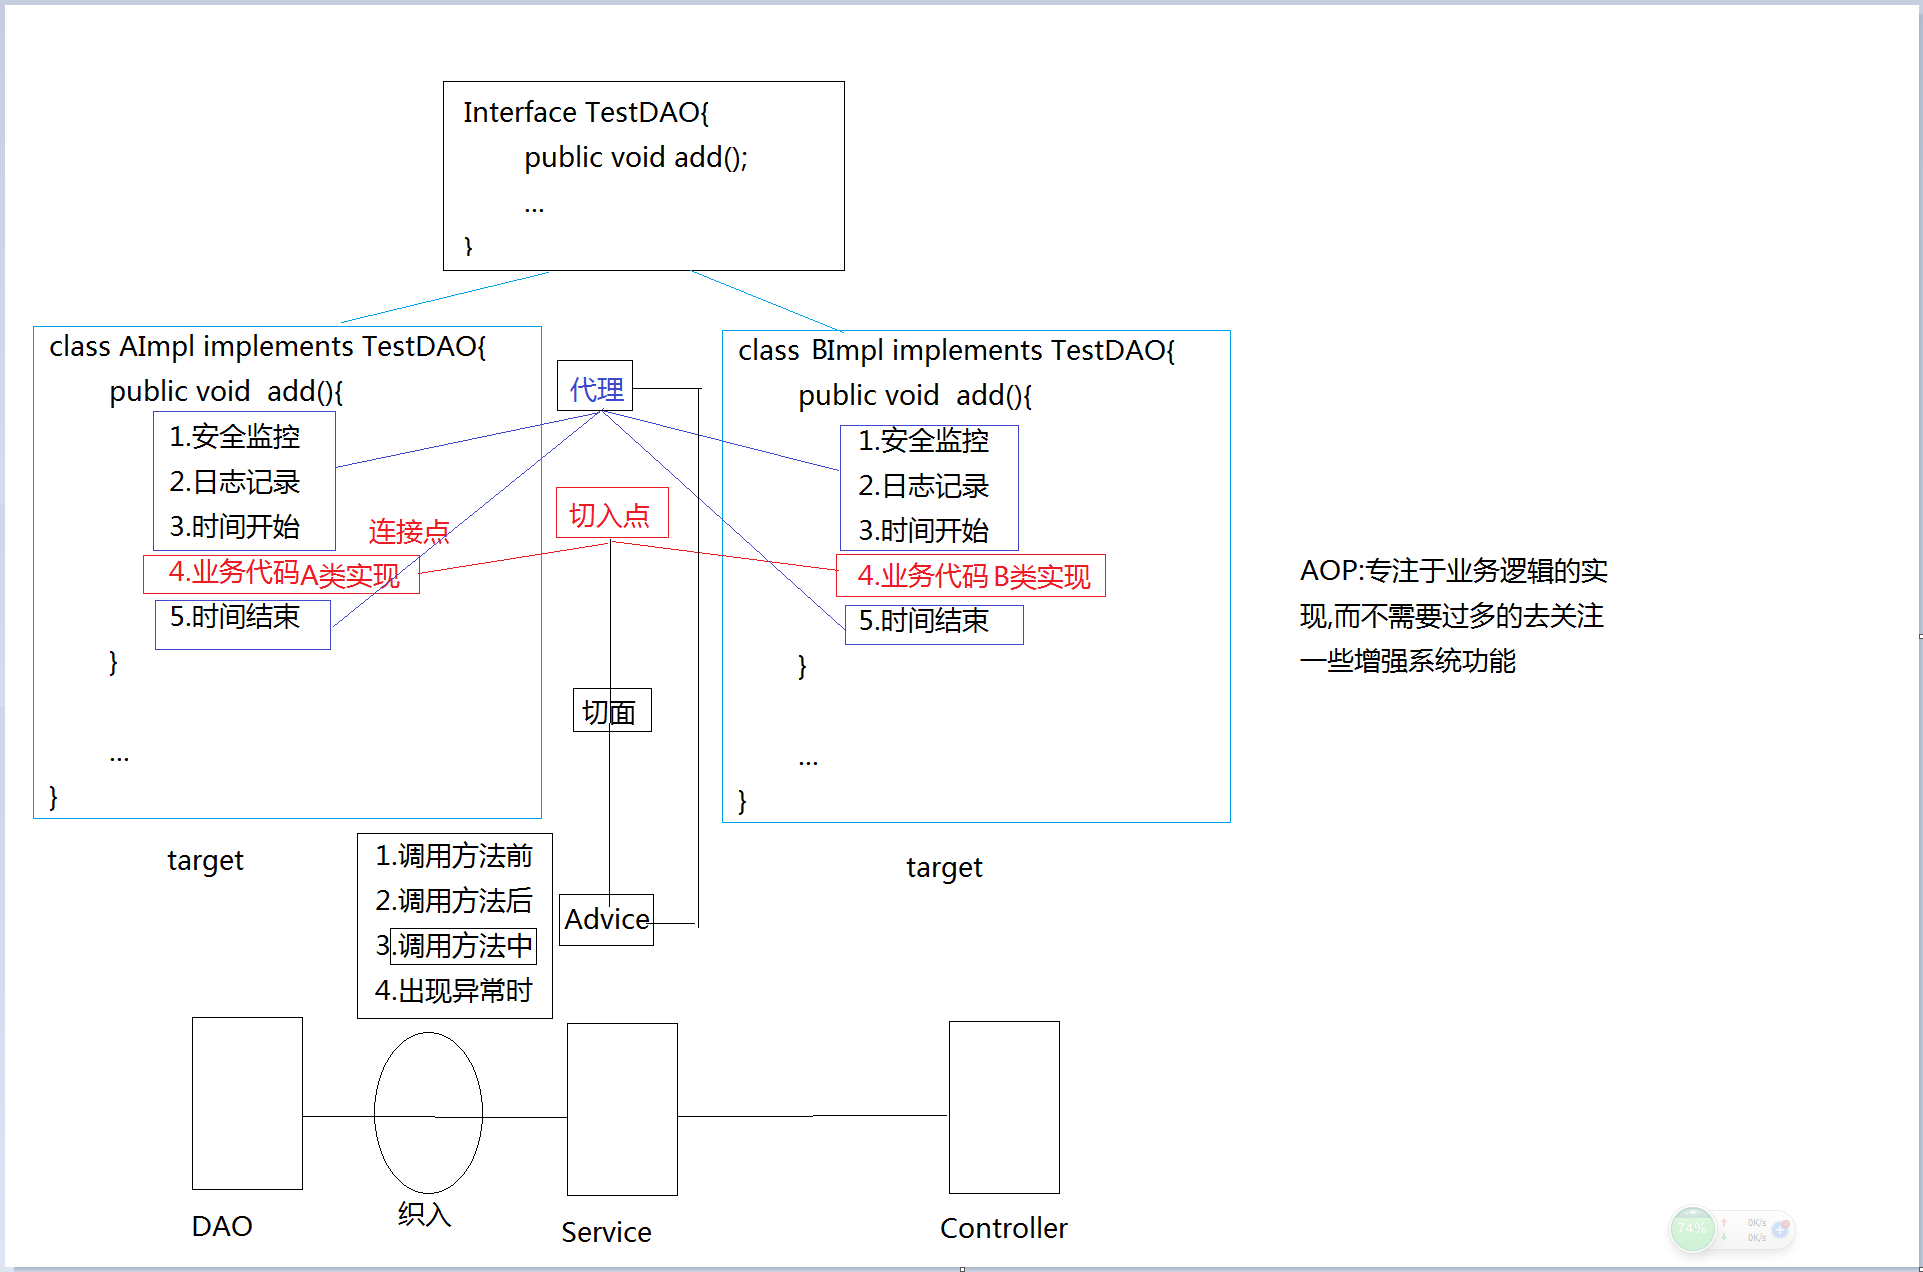 Interface TestDAO{
public void add();
...
}
class AImpl implements TestDAO{
public void add(){
1.安全监控
2.日志记录
3.时间开始
4.业务代码A类实现
5.时间结束
}
...
}
target
代理
连接点
切入点
切面
Advice
class BImpl implements TestDAO{
public void add(){
1.安全监控
2.日志记录
3.时间开始
4.业务代码 B类实现
5.时间结束
}
...
}
target
AOP:专注于业务逻辑的实
现,而不需要过多的去关注
一些增强系统功能
1.调用方法前
2.调用方法后
3.调用方法中
4.出现异常时
DAO
织入
Service
Controller
74%
0K/s
0K/s